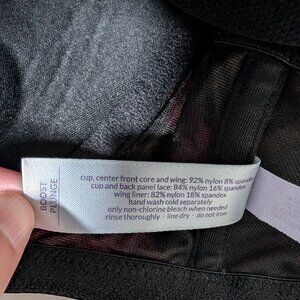 BOOST
PLUNGE
cup, center front core and wing: 92% nylon 8% spandex
cup and back panel lace: 84% nylon 16% spandex
wing liner: 82% nylon 18% spandex
hand wash cold separately
only non-chlorine bleach when needed
rinse thoroughly · line dry · do not iron